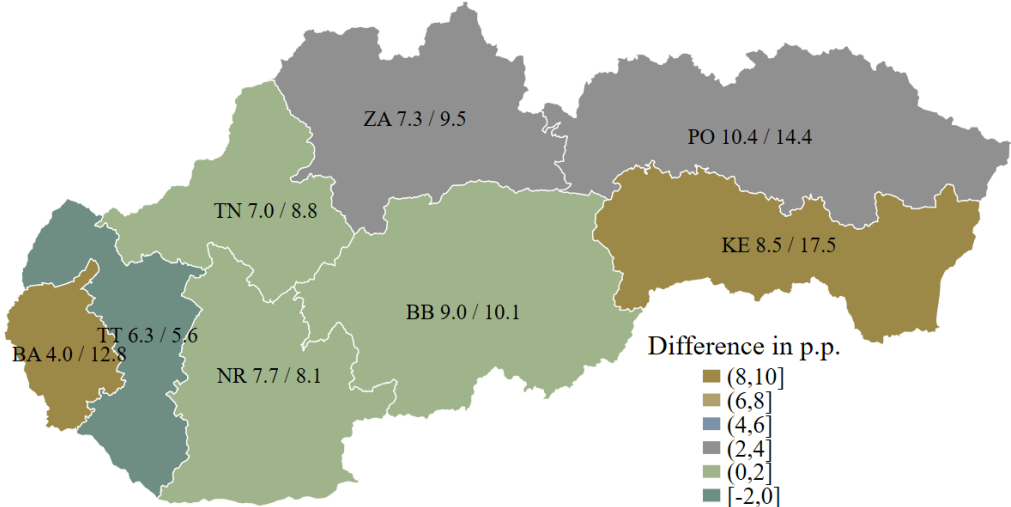 ZA 7.3 / 9.5
PO 10.4 / 14.4
TN 7.0 / 8.8
KE 8.5 / 17.5
BB 9.0 / 10.1
TT 6.3 / 5.6
BA 4.0 / 12.8
NR 7.7 / 8.1
Difference in p.p.
(8,10]
(6,8]
(4,6]
(2,4]
(0,2]
[-2,0]